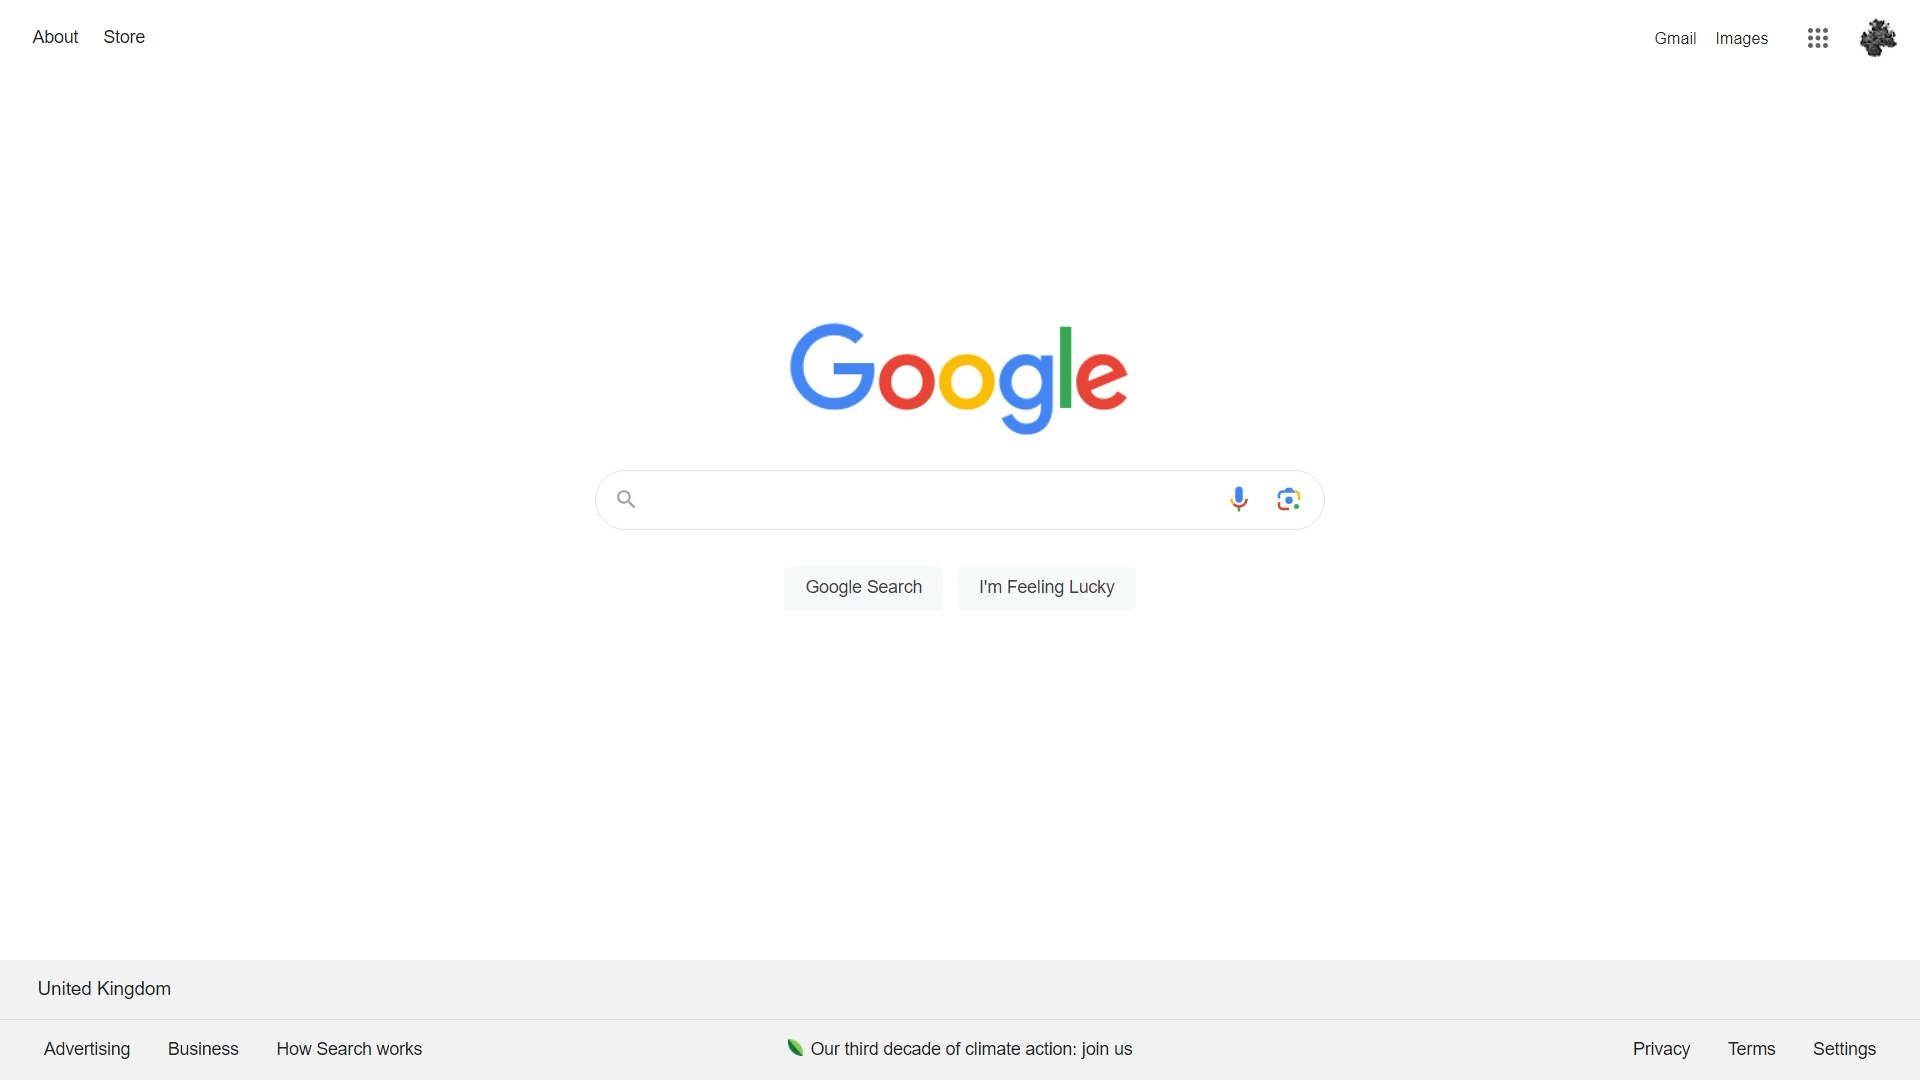 About Store
Gmail Images
Google
Google Search I'm Feeling Lucky
United Kingdom
Advertising Business How Search works
Our third decade of climate action: join us
Privacy Terms Settings